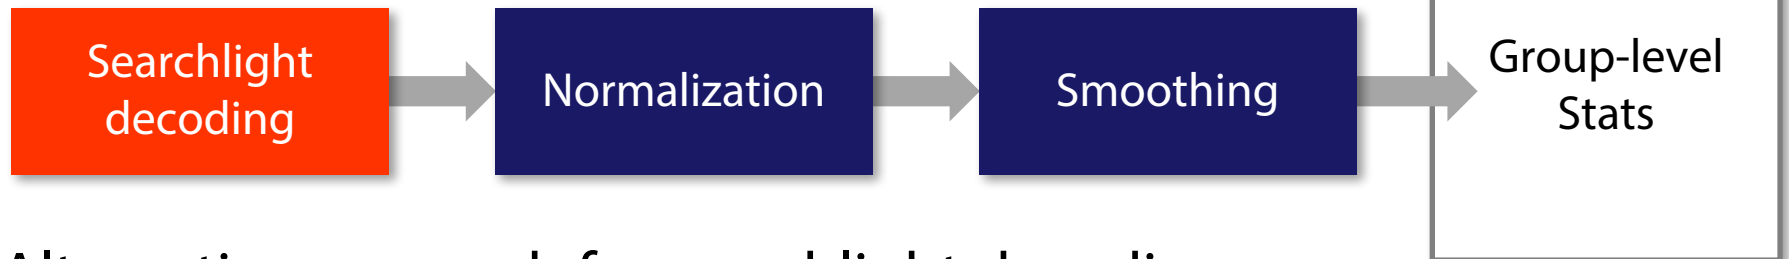 Searchlight
decoding
Normalization
Smoothing
Group-level
Stats